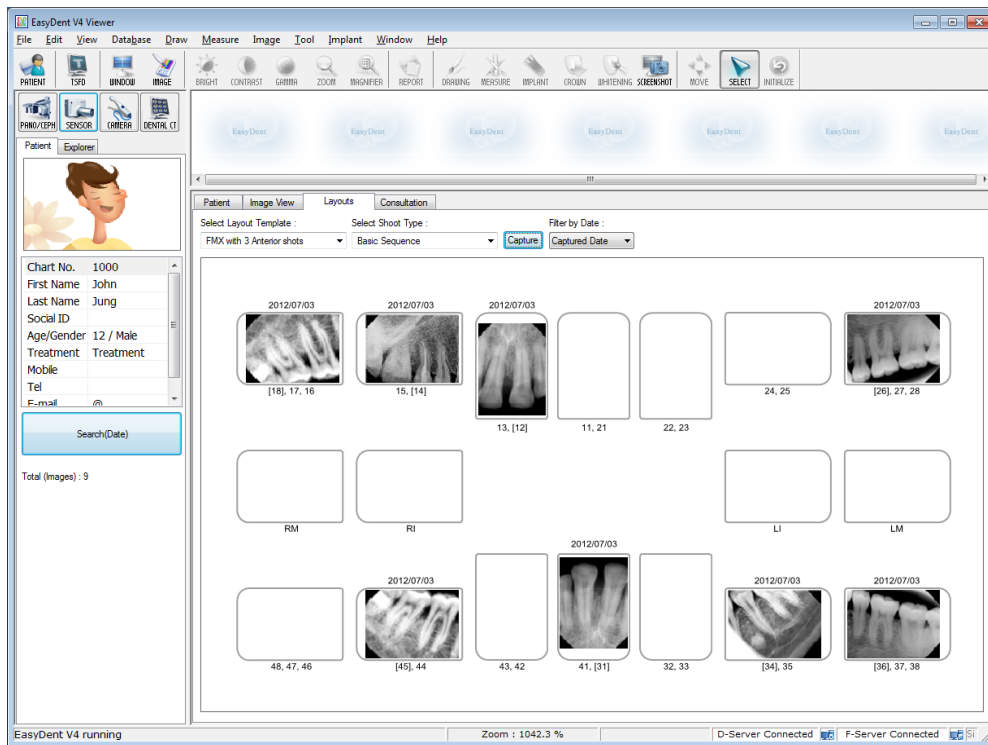 EasyDent V4 Viewer
File Edit View Database Draw Measure Image Tool Implant Window Help
PATIENT TSFD WINDOW IMAGE BRIGHT CONTRAST GAMMA ZOOM MAGNIFIER REPORT DRAWING MEASURE IMPLANT CROWN WHITENING SCREENSHOT MOVE SELECT INITIALIZE
PANO/CEPH SENSOR CAMERA DENTAL CT
EasyDent EasyDent EasyDent EasyDent EasyDent EasyDent EasyDent
Patient Explorer
Patient Image View Layouts Consultation
Select Layout Template : Select Shoot Type : Filter by Date :
FMX with 3 Anterior shots Basic Sequence Capture Captured Date
Chart No. 1000
First Name John
Last Name Jung
Social ID
Age/Gender 12 / Male
Treatment Treatment
Mobile
Tel
E-mail @
Search(Date)
Total (Images) : 9
2012/07/03 2012/07/03 2012/07/03 2012/07/03
[18], 17, 16 15, [14] 24, 25 [26], 27, 28
13, [12] 11, 21 22, 23
RM RI LI LM
2012/07/03
2012/07/03 2012/07/03 2012/07/03
48, 47, 46 [45], 44 43, 42 41, [31] 32, 33 [34], 35 [36], 37, 38
EasyDent V4 running Zoom : 1042.3 % D-Server Connected F-Server Connected Si